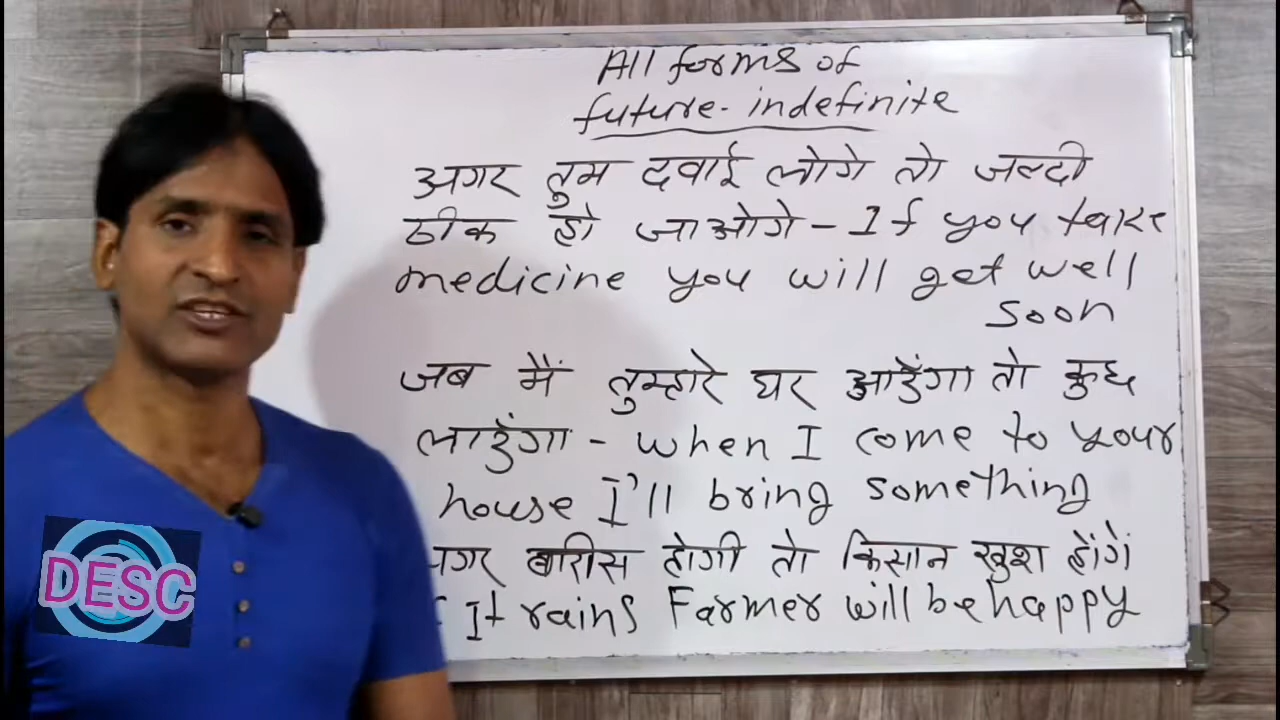 All forms of
future-indefinite
अगर तुम दवाई लोगे तो जल्दी
ठीक हो जाओगे - If you take
medicine you will get well
soon
जब मैं तुम्हारे घर आऊँगा तो कुछ
लाऊँगा - when I come to your
house I'll bring something
गर बारीस होगी तो किसान खुश होंगें
It rains Farmer will be happy
DESC